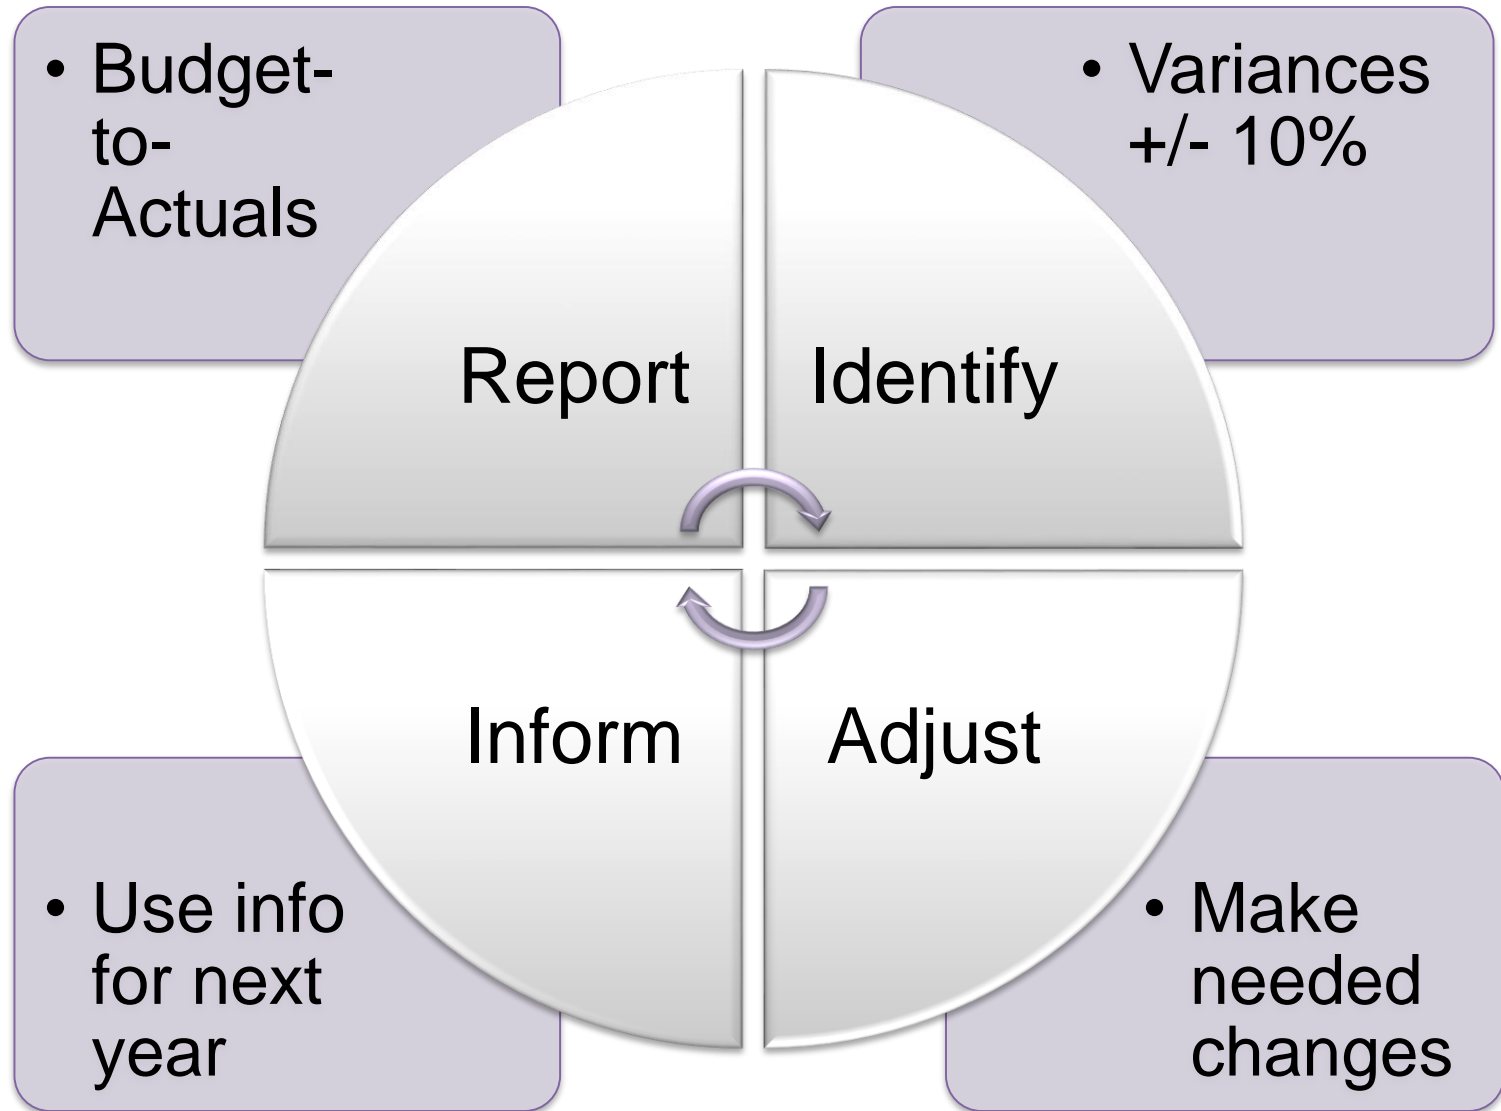 • Budget-
to-
Actuals
• Variances
+/- 10%
Report
Identify
Inform
Adjust
• Use info
for next
year
• Make
needed
changes